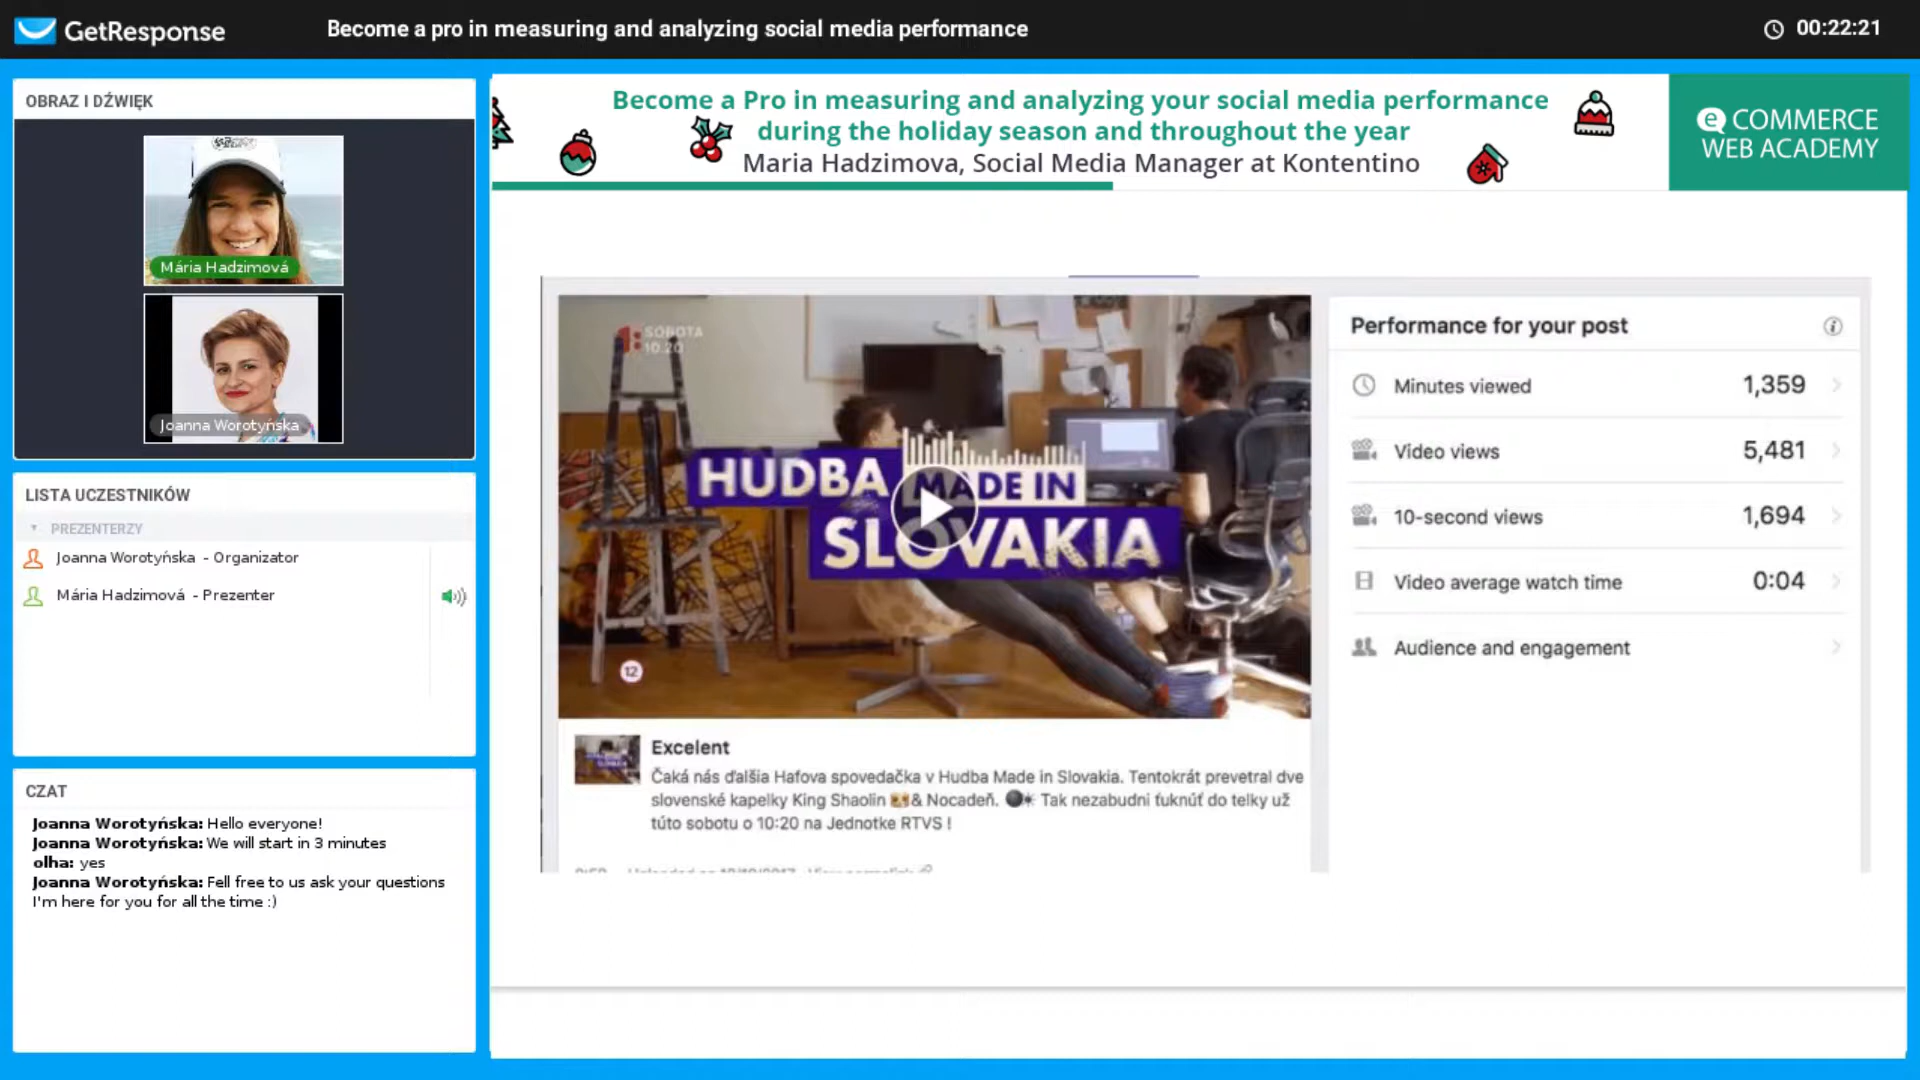 GetResponse
Become a pro in measuring and analyzing social media performance
00:22:21
OBRAZ I DŹWIĘK
Mária Hadzimová
Joanna Worotyńska
LISTA UCZESTNIKÓW
PREZENTERZY
Joanna Worotyńska - Organizator
Mária Hadzimová - Prezenter
CZAT
Joanna Worotyńska: Hello everyone!
Joanna Worotyńska: We will start in 3 minutes
olha: yes
Joanna Worotyńska: Fell free to us ask your questions
I'm here for you for all the time :)
Become a Pro in measuring and analyzing your social media performance
during the holiday season and throughout the year
Maria Hadzimova, Social Media Manager at Kontentino
e COMMERCE
WEB ACADEMY
SOBOTA
10:20
HUDBA MADE IN
SLOVAKIA
12
Excelent
Čaká nás ďalšia Hafova spovedačka v Hudba Made in Slovakia. Tentokrát prevetral dve
slovenské kapelky King Shaolin & Nocadeň. Tak nezabudni ťuknúť do telky už
túto sobotu o 10:20 na Jednotke RTVS !
Performance for your post
Minutes viewed 1,359
Video views 5,481
10-second views 1,694
Video average watch time 0:04
Audience and engagement